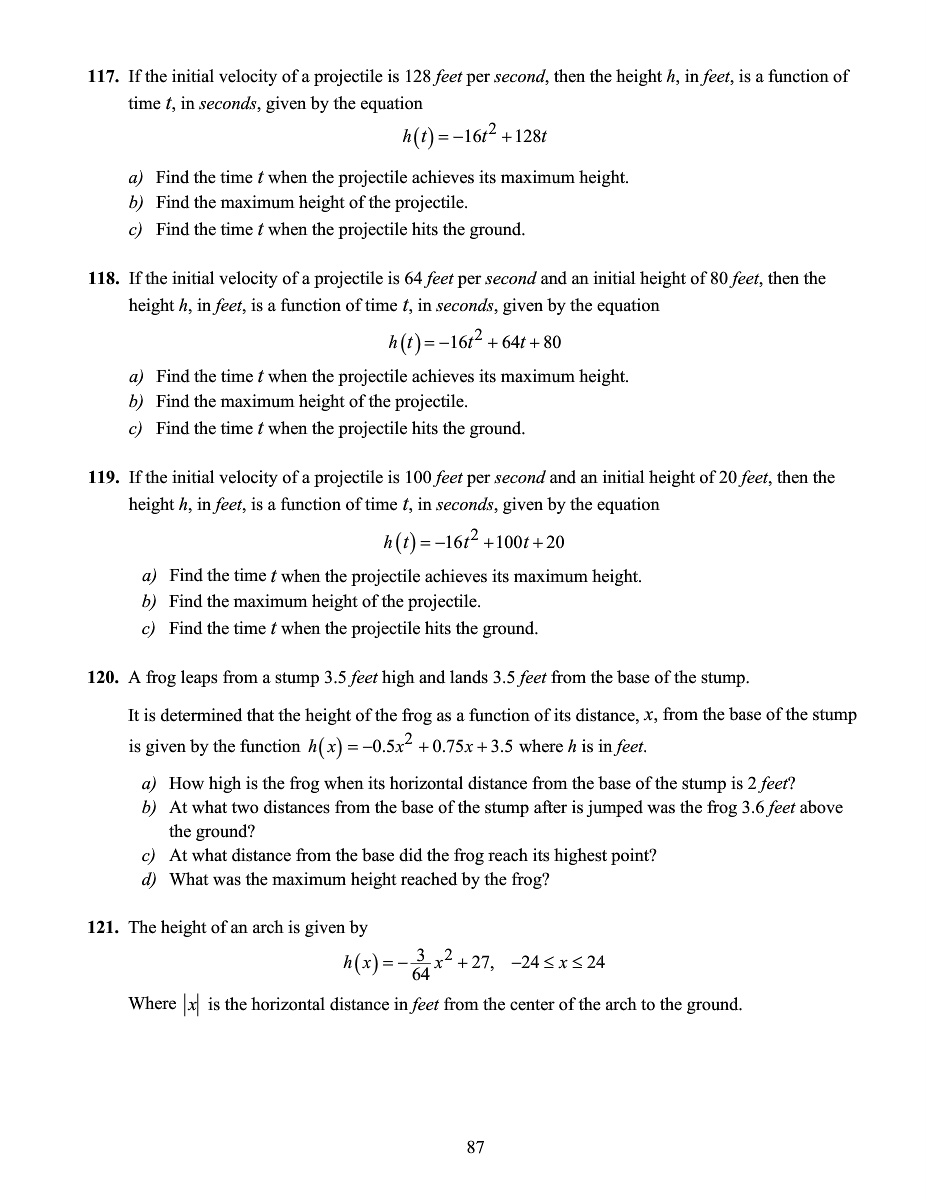 117. If the initial velocity of a projectile is 128 feet per second, then the height h, in feet, is a function of
time t, in seconds, given by the equation
h(t) = −16t² + 128t
a) Find the time t when the projectile achieves its maximum height.
b) Find the maximum height of the projectile.
c) Find the time t when the projectile hits the ground.
118. If the initial velocity of a projectile is 64 feet per second and an initial height of 80 feet, then the
height h, in feet, is a function of time t, in seconds, given by the equation
h(t) = −16t² + 64t + 80
a) Find the time t when the projectile achieves its maximum height.
b) Find the maximum height of the projectile.
c) Find the time t when the projectile hits the ground.
119. If the initial velocity of a projectile is 100 feet per second and an initial height of 20 feet, then the
height h, in feet, is a function of time t, in seconds, given by the equation
h(t) = −16t² + 100t + 20
a) Find the time t when the projectile achieves its maximum height.
b) Find the maximum height of the projectile.
c) Find the time t when the projectile hits the ground.
120. A frog leaps from a stump 3.5 feet high and lands 3.5 feet from the base of the stump.
It is determined that the height of the frog as a function of its distance, x, from the base of the stump
is given by the function h(x) = −0.5x² + 0.75x + 3.5 where h is in feet.
a) How high is the frog when its horizontal distance from the base of the stump is 2 feet?
b) At what two distances from the base of the stump after is jumped was the frog 3.6 feet above
the ground?
c) At what distance from the base did the frog reach its highest point?
d) What was the maximum height reached by the frog?
121. The height of an arch is given by
h(x) = −3/64 x² + 27, −24 ≤ x ≤ 24
Where |x| is the horizontal distance in feet from the center of the arch to the ground.
87